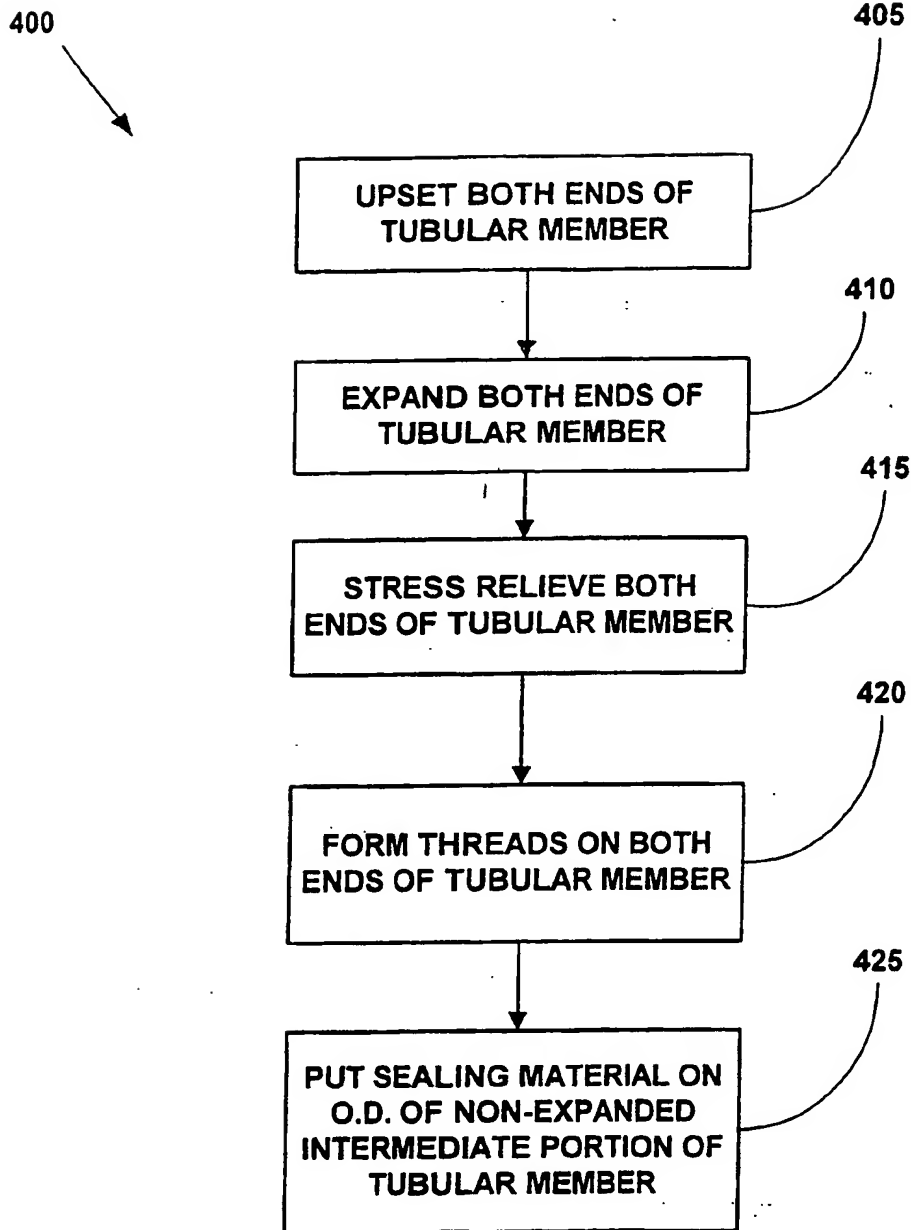 400
405
UPSET BOTH ENDS OF
TUBULAR MEMBER
410
EXPAND BOTH ENDS OF
TUBULAR MEMBER
415
STRESS RELIEVE BOTH
ENDS OF TUBULAR MEMBER
420
FORM THREADS ON BOTH
ENDS OF TUBULAR MEMBER
425
PUT SEALING MATERIAL ON
O.D. OF NON-EXPANDED
INTERMEDIATE PORTION OF
TUBULAR MEMBER